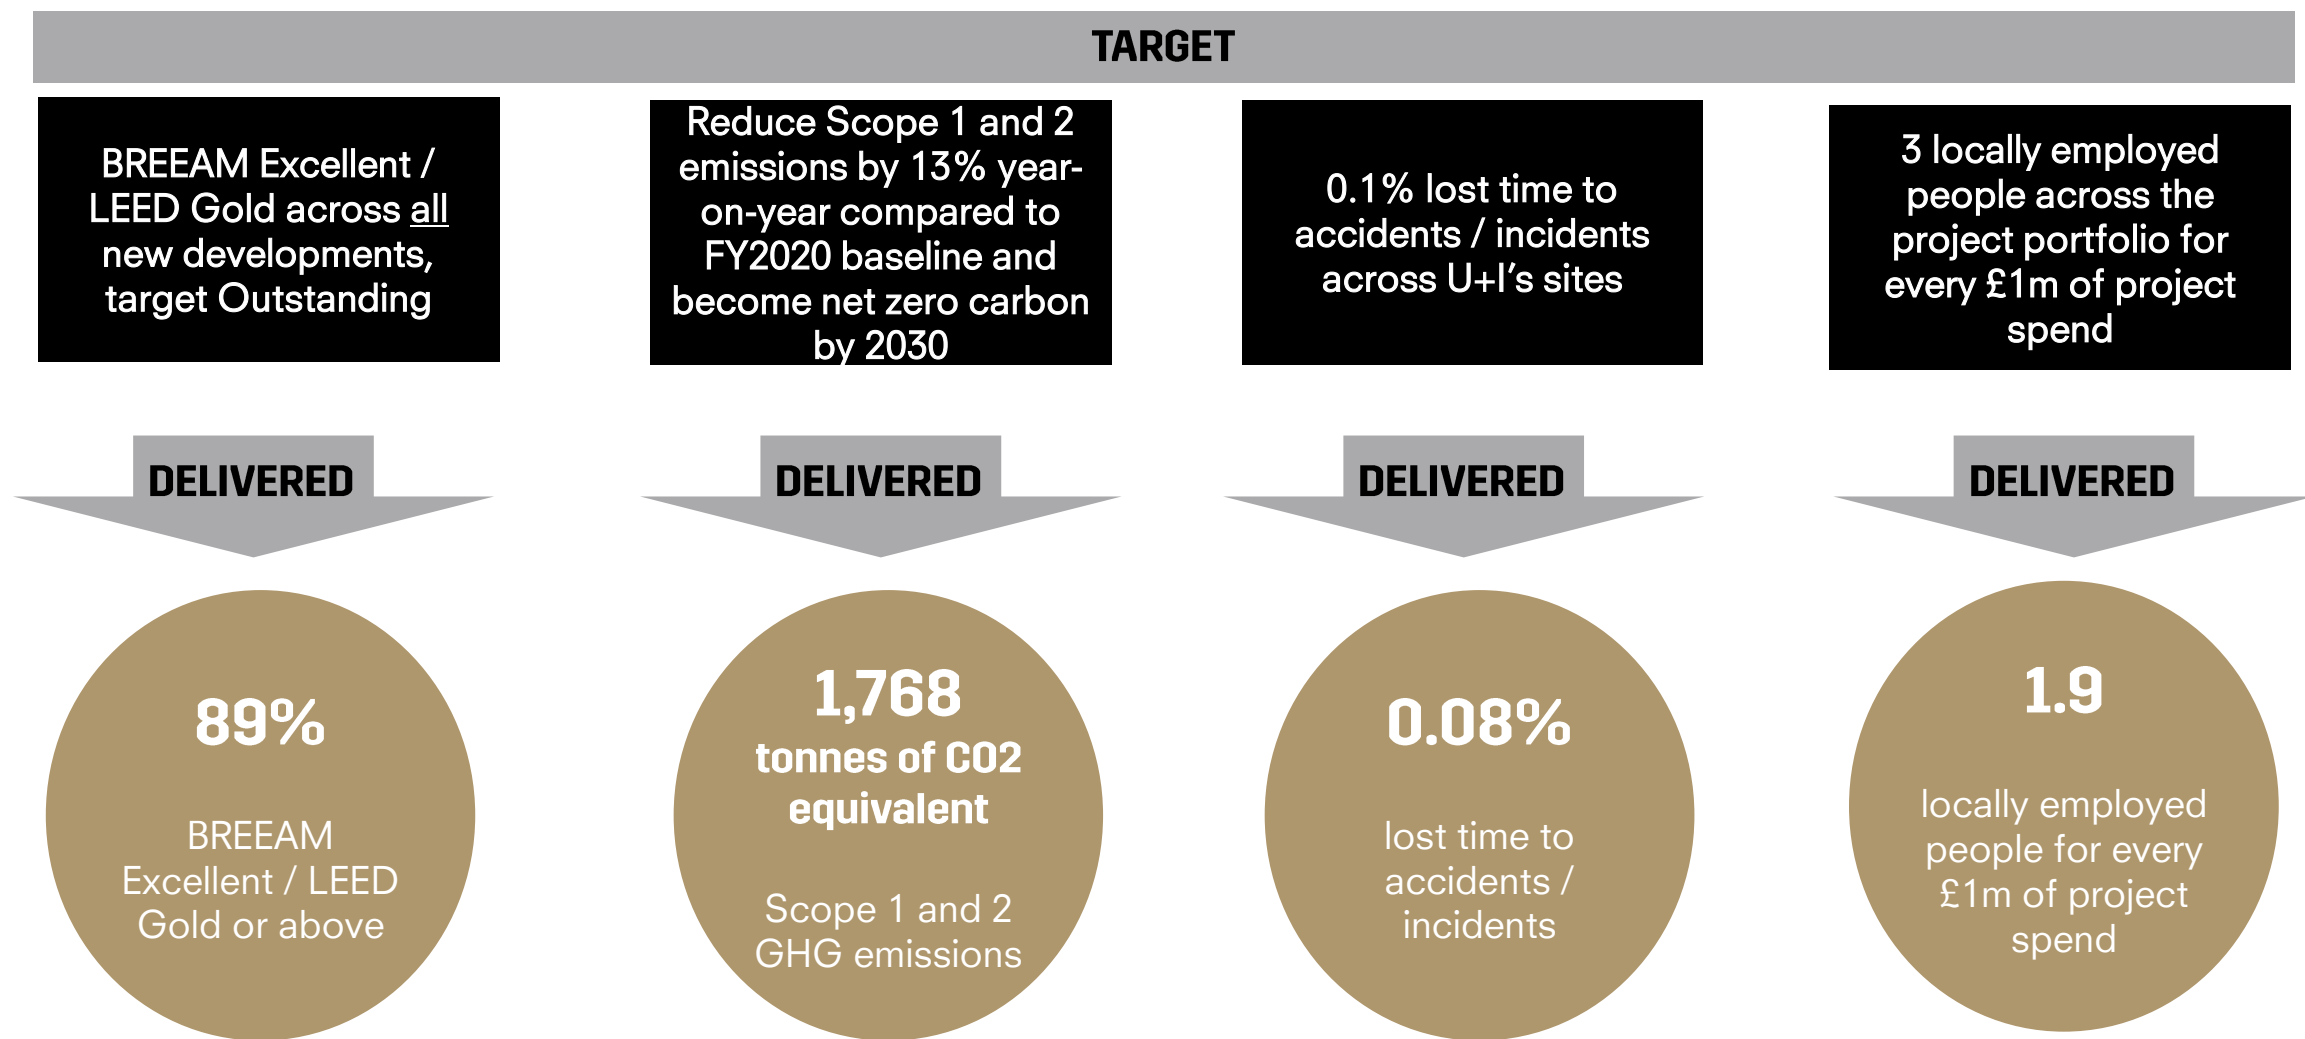 TARGET
BREEAM Excellent /
LEED Gold across all
new developments,
target Outstanding
Reduce Scope 1 and 2
emissions by 13% year-
on-year compared to
FY2020 baseline and
become net zero carbon
by 2030
0.1% lost time to
accidents / incidents
across U+I's sites
3 locally employed
people across the
project portfolio for
every £1m of project
spend
DELIVERED
DELIVERED
DELIVERED
DELIVERED
89%
BREEAM
Excellent / LEED
Gold or above
1,768
tonnes of CO2
equivalent
Scope 1 and 2
GHG emissions
0.08%
lost time to
accidents /
incidents
1.9
locally employed
people for every
£1m of project
spend